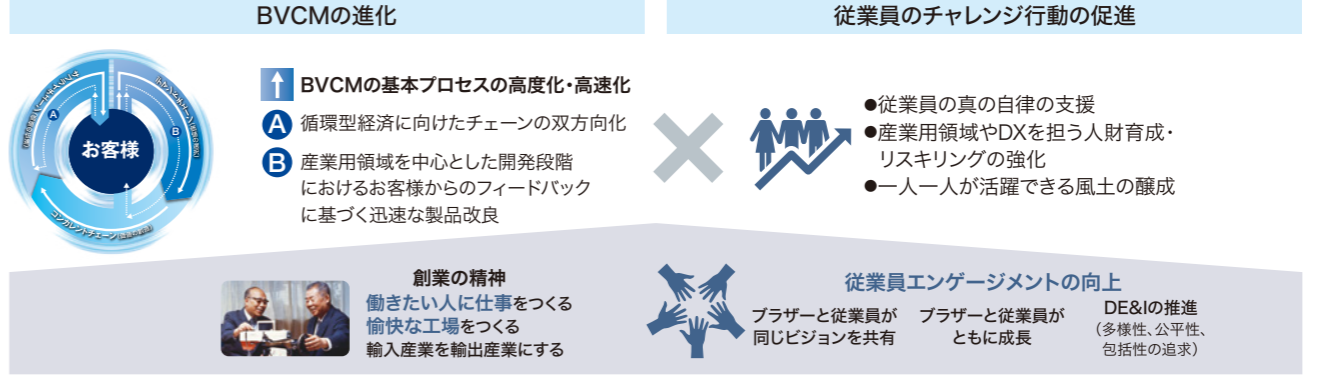 BVCMの進化
従業員のチャレンジ行動の促進
お客様
A
B
コンカレントチェーン
BVCMの基本プロセスの高度化・高速化
A 循環型経済に向けたチェーンの双方向化
B 産業用領域を中心とした開発段階
におけるお客様からのフィードバック
に基づく迅速な製品改良
●従業員の真の自律の支援
●産業用領域やDXを担う人財育成・
リスキリングの強化
●一人一人が活躍できる風土の醸成
創業の精神
働きたい人に仕事をつくる
愉快な工場をつくる
輸入産業を輸出産業にする
従業員エンゲージメントの向上
ブラザーと従業員が
同じビジョンを共有
ブラザーと従業員が
ともに成長
DE&Iの推進
（多様性、公平性、
包括性の追求）